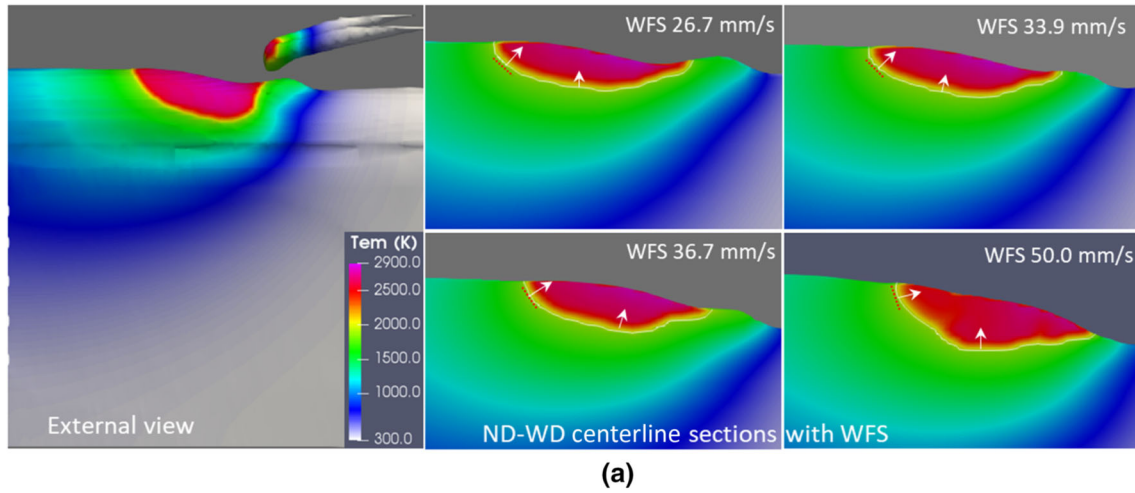 WFS 26.7 mm/s
WFS 33.9 mm/s
WFS 36.7 mm/s
WFS 50.0 mm/s
Tem (K)
2900.0
2500.0
2000.0
1500.0
1000.0
300.0
External view
ND-WD centerline sections with WFS
(a)